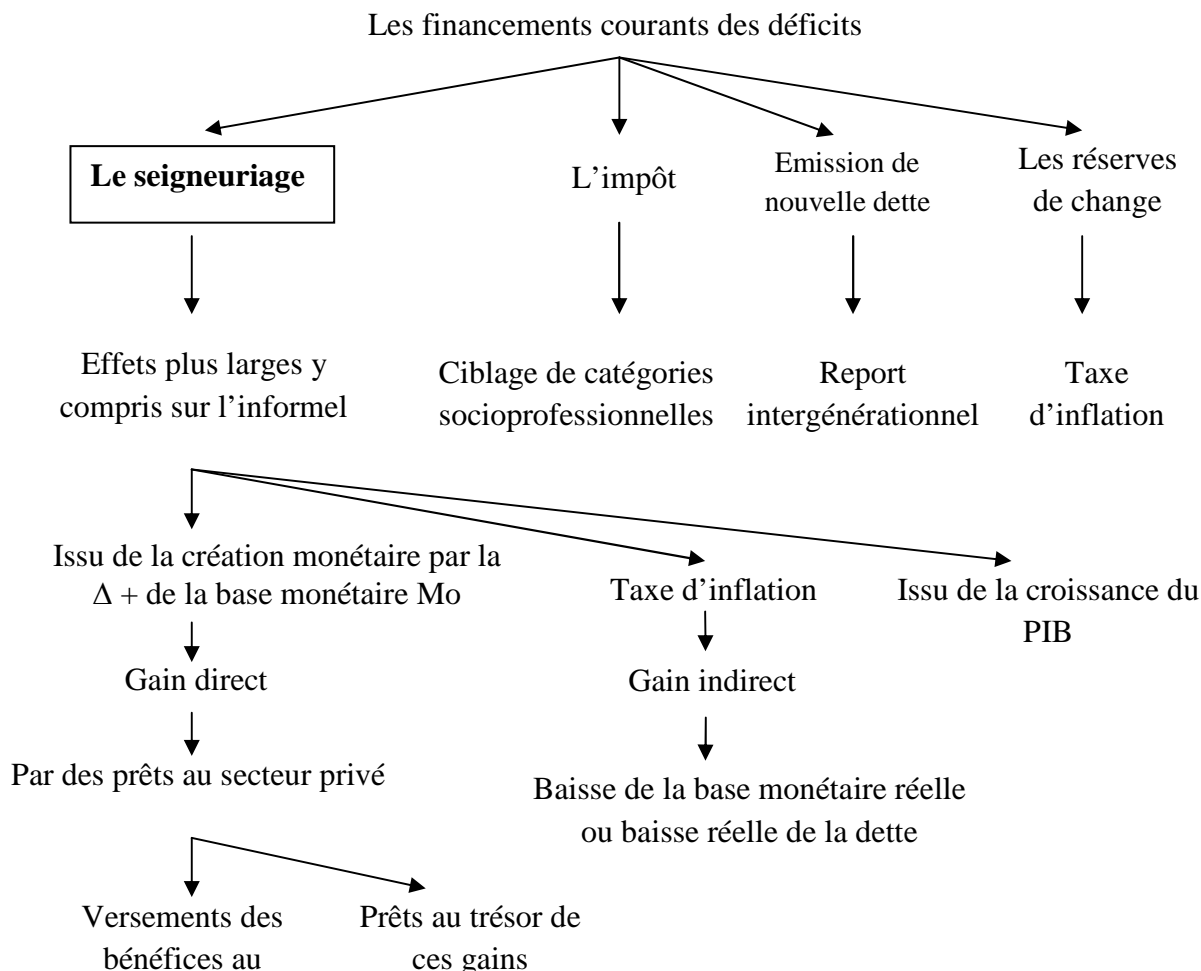 Les financements courants des déficits
Le seigneuriage
L'impôt
Emission de
nouvelle dette
Les réserves
de change
Effets plus larges y
compris sur l'informel
Ciblage de catégories
socioprofessionnelles
Report
intergénérationnel
Taxe
d'inflation
Issu de la création monétaire par la
Δ + de la base monétaire Mo
Taxe d'inflation
Issu de la croissance du
PIB
Gain direct
Gain indirect
Par des prêts au secteur privé
Baisse de la base monétaire réelle
ou baisse réelle de la dette
Versements des
bénéfices au
Prêts au trésor de
ces gains